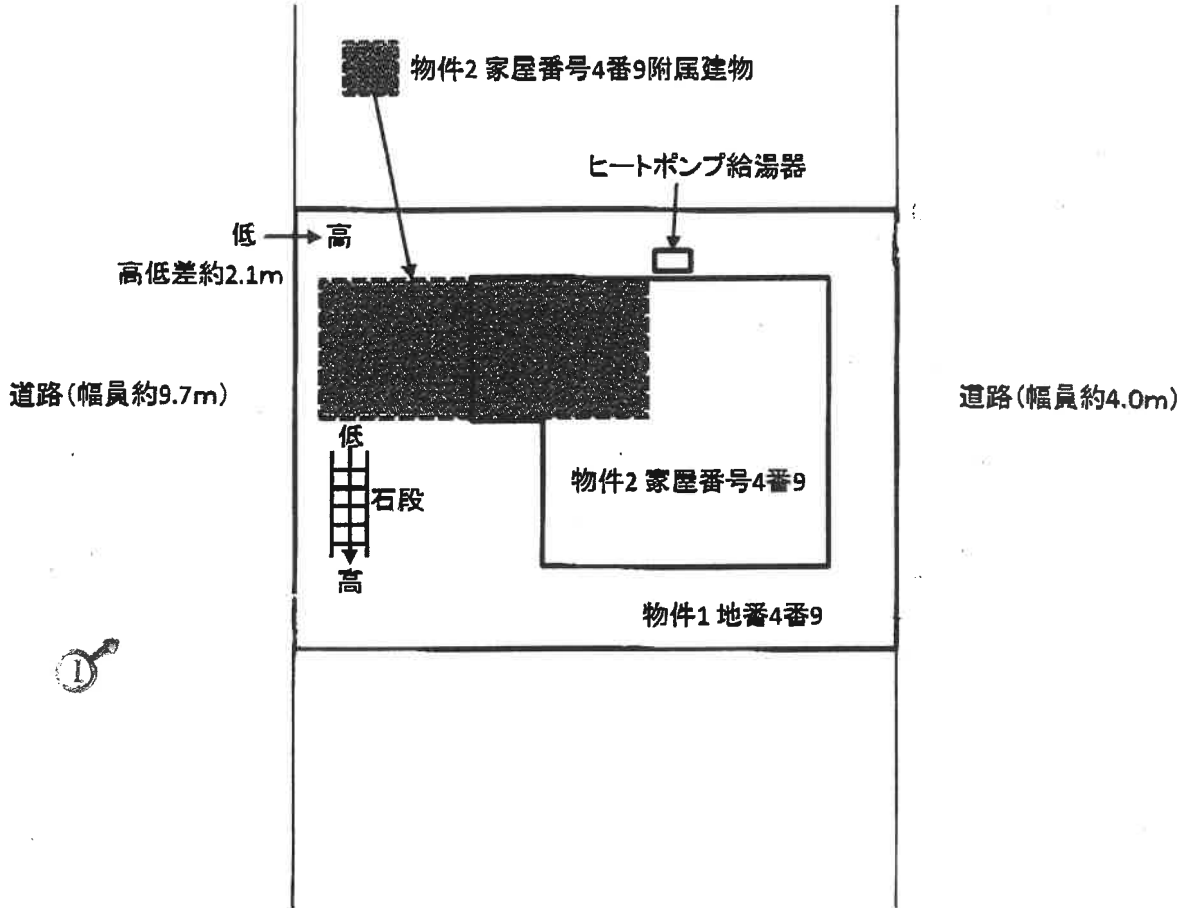 物件2 家屋番号4番9附属建物
ヒートポンプ給湯器
低
高
高低差約2.1m
道路(幅員約9.7m)
道路(幅員約4.0m)
低
石段
高
物件2 家屋番号4番9
物件1 地番4番9
1